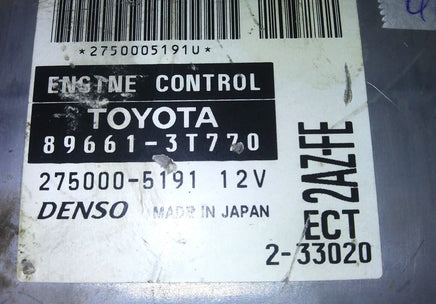 *2750005191U*
ENGINE CONTROL
TOYOTA
89661-3T770
275000-5191 12V
DENSO MADE IN JAPAN
2AZ-FE
ECT
2-33020